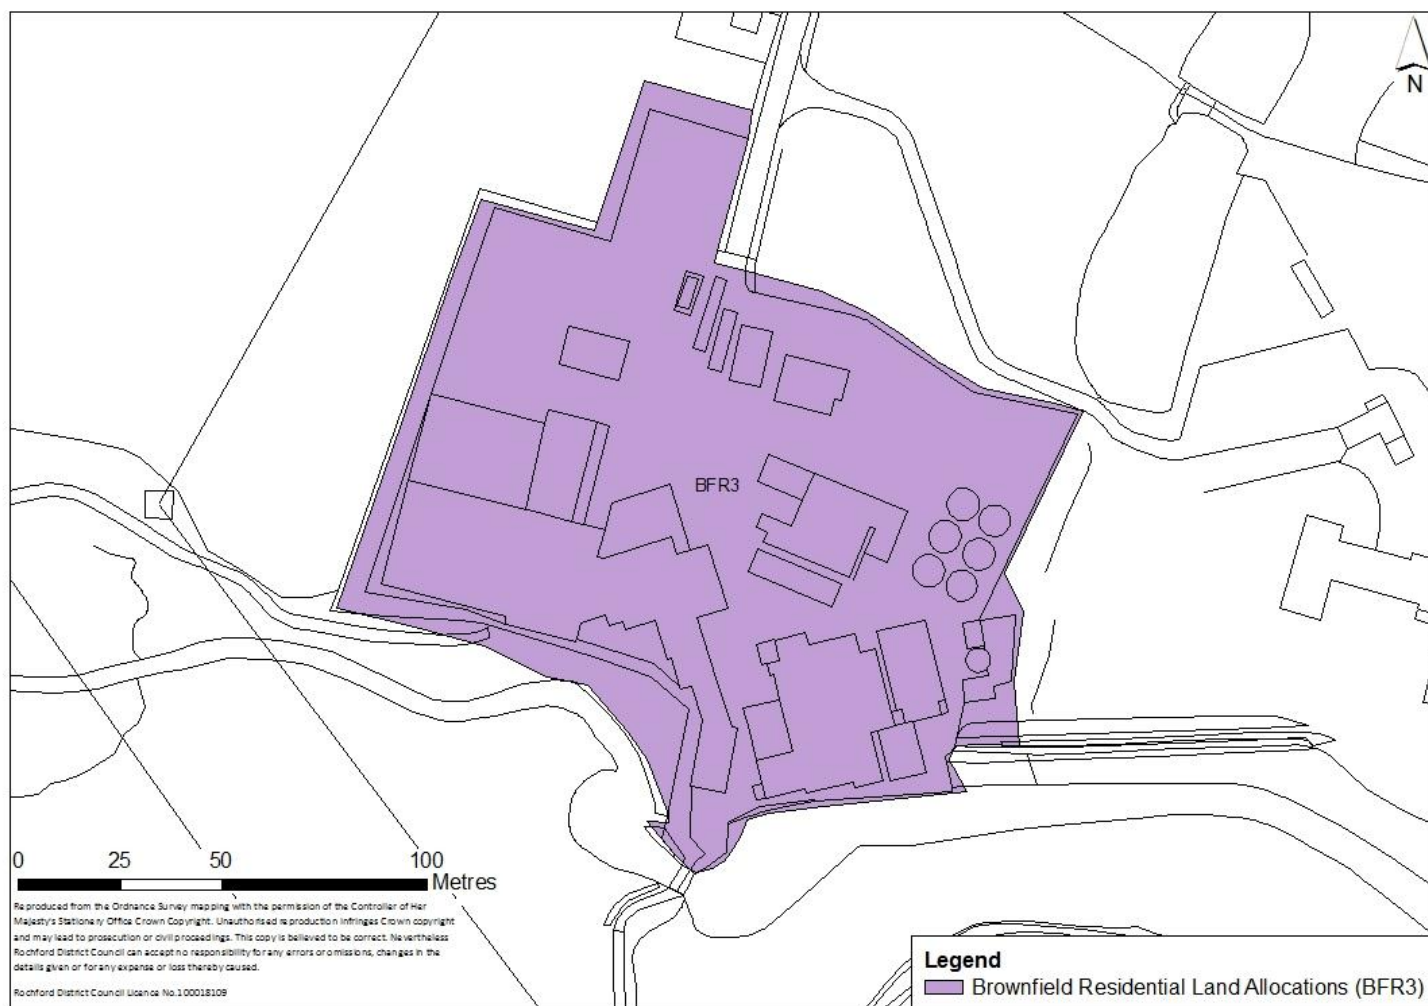 N
BFR3
0 25 50 100
Metres
Reproduced from the Ordnance Survey mapping with the permission of the Controller of Her
Majesty's Stationery Office Crown Copyright. Unauthorised reproduction infringes Crown copyright
and may lead to prosecution or civil proceedings. This copy is believed to be correct. Nevertheless
Rochford District Council can accept no responsibility for any errors or omissions, changes in the
details given or for any expense or loss thereby caused.
Rochford District Council Licence No.100018109
Legend
Brownfield Residential Land Allocations (BFR3)